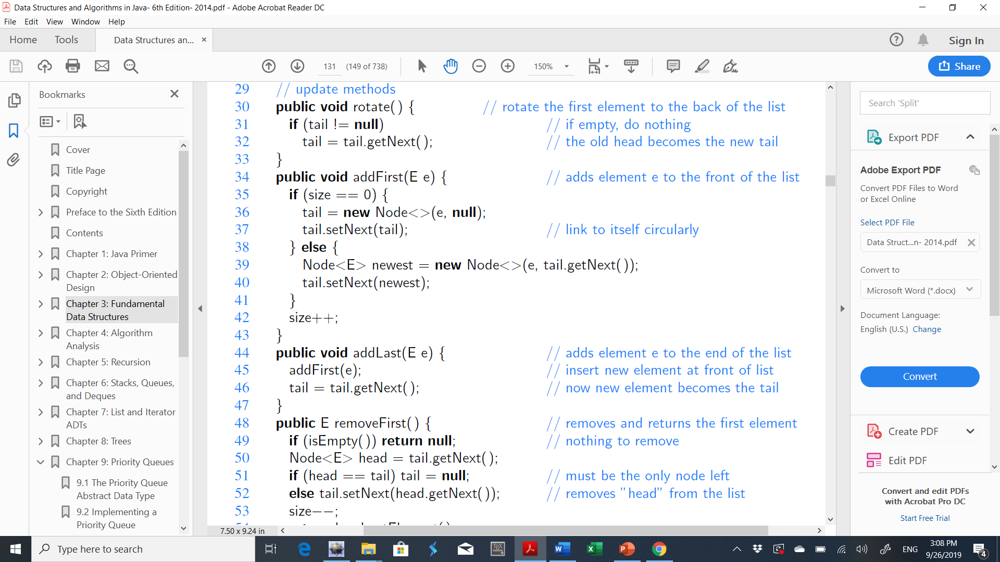 Data Structures and Algorithms in Java- 6th Edition- 2014.pdf - Adobe Acrobat Reader DC
File Edit View Window Help
Home Tools Data Structures an... ×
Sign In
131 (149 of 738) 150% Share
Bookmarks
Cover
Title Page
Copyright
Preface to the Sixth Edition
Contents
Chapter 1: Java Primer
Chapter 2: Object-Oriented
Design
Chapter 3: Fundamental
Data Structures
Chapter 4: Algorithm
Analysis
Chapter 5: Recursion
Chapter 6: Stacks, Queues,
and Deques
Chapter 7: List and Iterator
ADTs
Chapter 8: Trees
Chapter 9: Priority Queues
9.1 The Priority Queue
Abstract Data Type
9.2 Implementing a
Priority Queue
29 // update methods
30 public void rotate( ) { // rotate the first element to the back of the list
31 if (tail != null) // if empty, do nothing
32 tail = tail.getNext( ); // the old head becomes the new tail
33 }
34 public void addFirst(E e) { // adds element e to the front of the list
35 if (size == 0) {
36 tail = new Node<>(e, null);
37 tail.setNext(tail); // link to itself circularly
38 } else {
39 Node<E> newest = new Node<>(e, tail.getNext( ));
40 tail.setNext(newest);
41 }
42 size++;
43 }
44 public void addLast(E e) { // adds element e to the end of the list
45 addFirst(e); // insert new element at front of list
46 tail = tail.getNext( ); // now new element becomes the tail
47 }
48 public E removeFirst( ) { // removes and returns the first element
49 if (isEmpty( )) return null; // nothing to remove
50 Node<E> head = tail.getNext( );
51 if (head == tail) tail = null; // must be the only node left
52 else tail.setNext(head.getNext( )); // removes "head" from the list
53 size−−;
7.50 x 9.24 in
Search 'Split'
Export PDF
Adobe Export PDF
Convert PDF Files to Word
or Excel Online
Select PDF File
Data Struct...n- 2014.pdf
Convert to
Microsoft Word (*.docx)
Document Language:
English (U.S.) Change
Convert
Create PDF
Edit PDF
Convert and edit PDFs
with Acrobat Pro DC
Start Free Trial
Type here to search
ENG
3:08 PM
9/26/2019
4